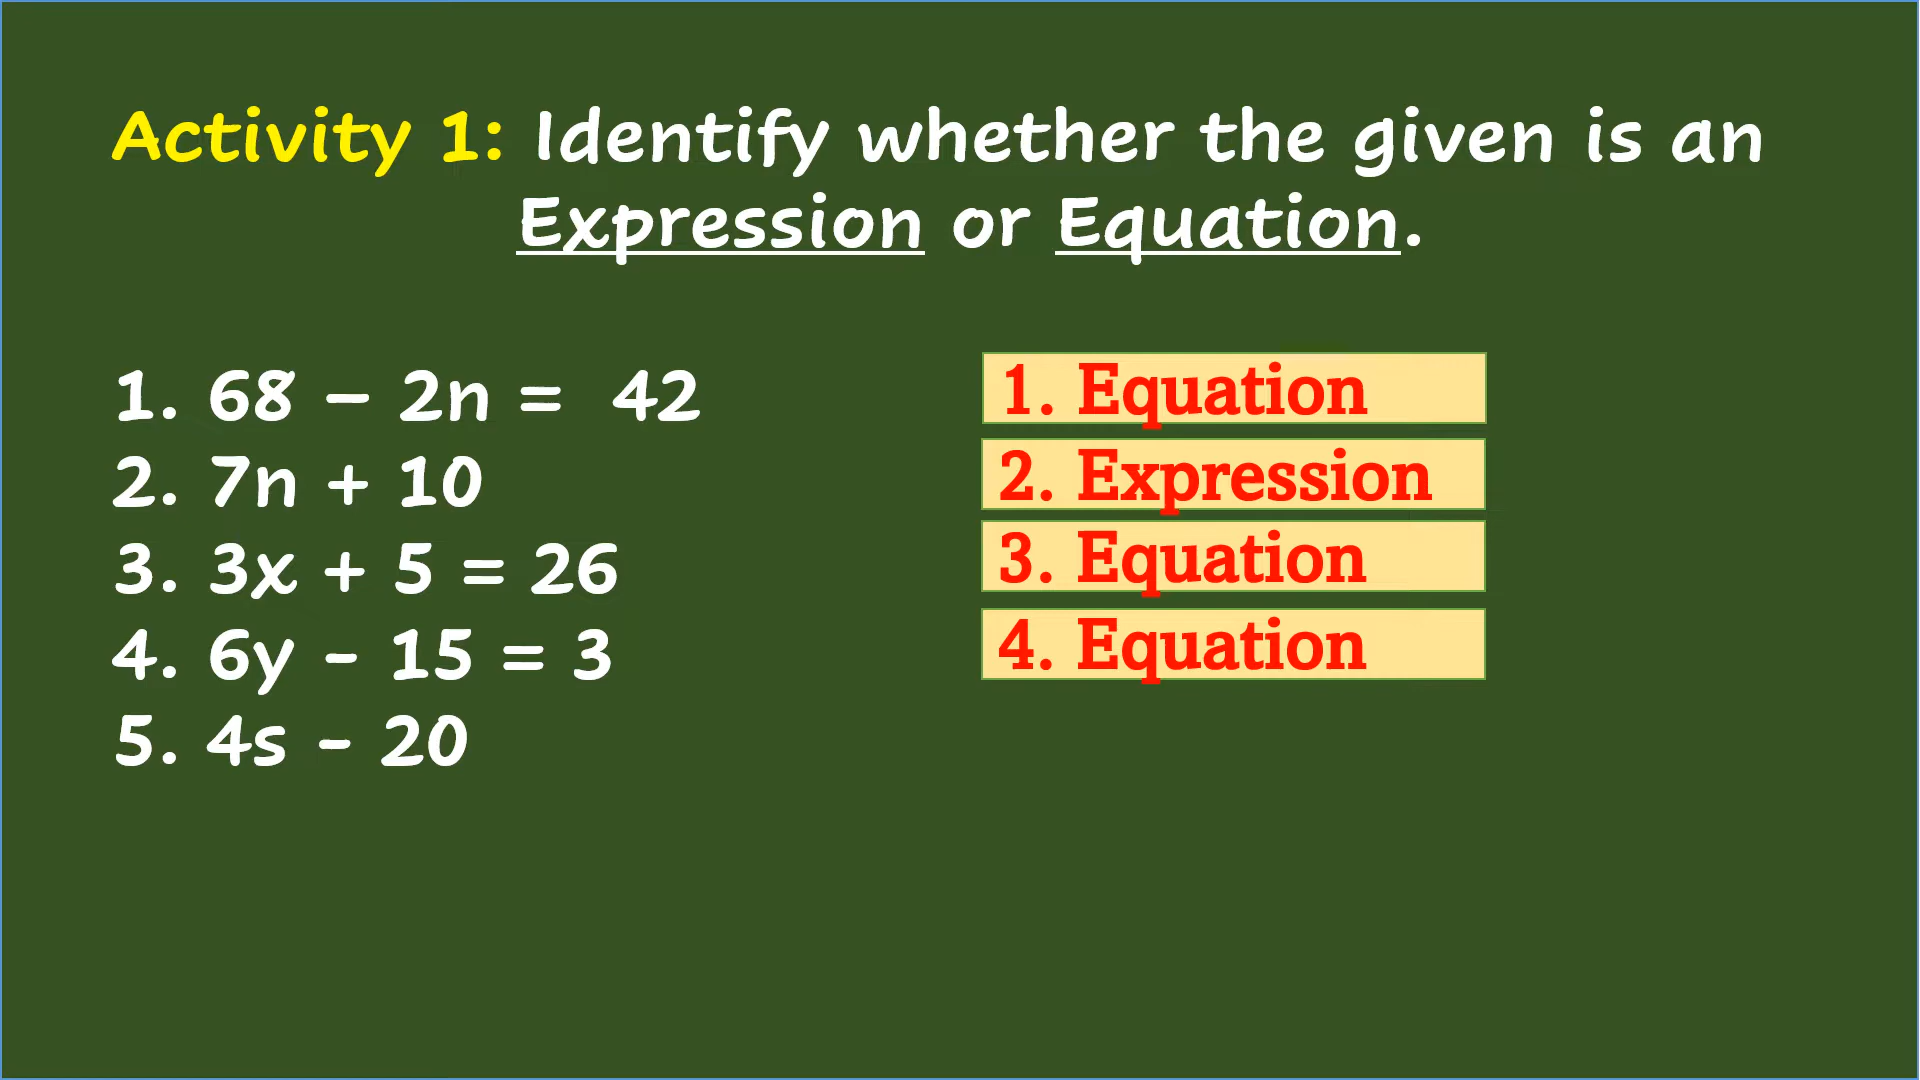 Activity 1: Identify whether the given is an
Expression or Equation.
1. 68 – 2n = 42
2. 7n + 10
3. 3x + 5 = 26
4. 6y - 15 = 3
5. 4s - 20
1. Equation
2. Expression
3. Equation
4. Equation